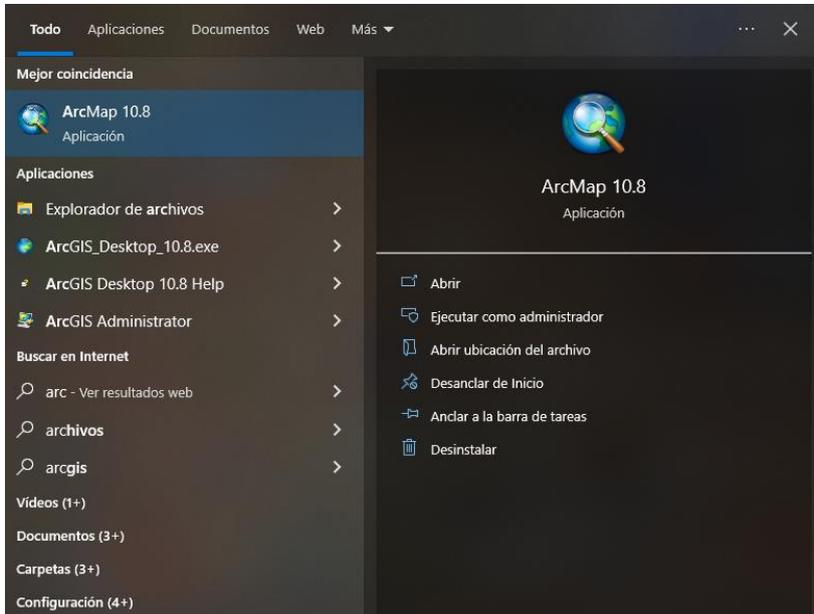 Todo Aplicaciones Documentos Web Más
Mejor coincidencia
ArcMap 10.8
Aplicación
Aplicaciones
Explorador de archivos
ArcGIS_Desktop_10.8.exe
ArcGIS Desktop 10.8 Help
ArcGIS Administrator
Buscar en Internet
arc - Ver resultados web
archivos
arcgis
Vídeos (1+)
Documentos (3+)
Carpetas (3+)
Configuración (4+)
ArcMap 10.8
Aplicación
Abrir
Ejecutar como administrador
Abrir ubicación del archivo
Desanclar de Inicio
Anclar a la barra de tareas
Desinstalar